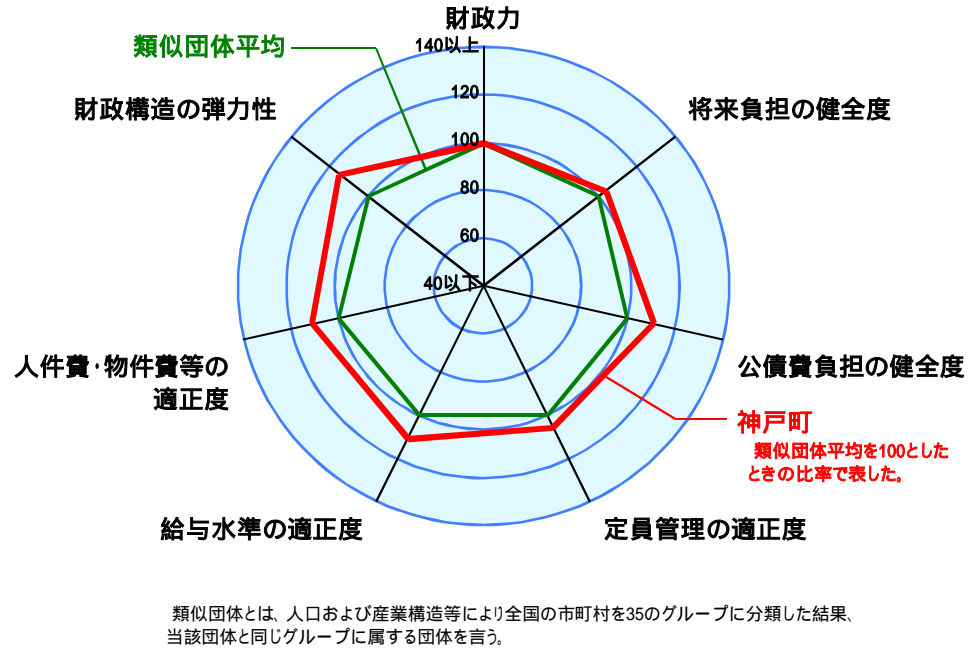 財政力
類似団体平均
140以上
120
100
80
60
40以下
財政構造の弾力性
将来負担の健全度
人件費・物件費等の
適正度
公債費負担の健全度
神戸町
類似団体平均を100とした
ときの比率で表した。
給与水準の適正度
定員管理の適正度
類似団体とは、人口および産業構造等により全国の市町村を35のグループに分類した結果、
当該団体と同じグループに属する団体を言う。